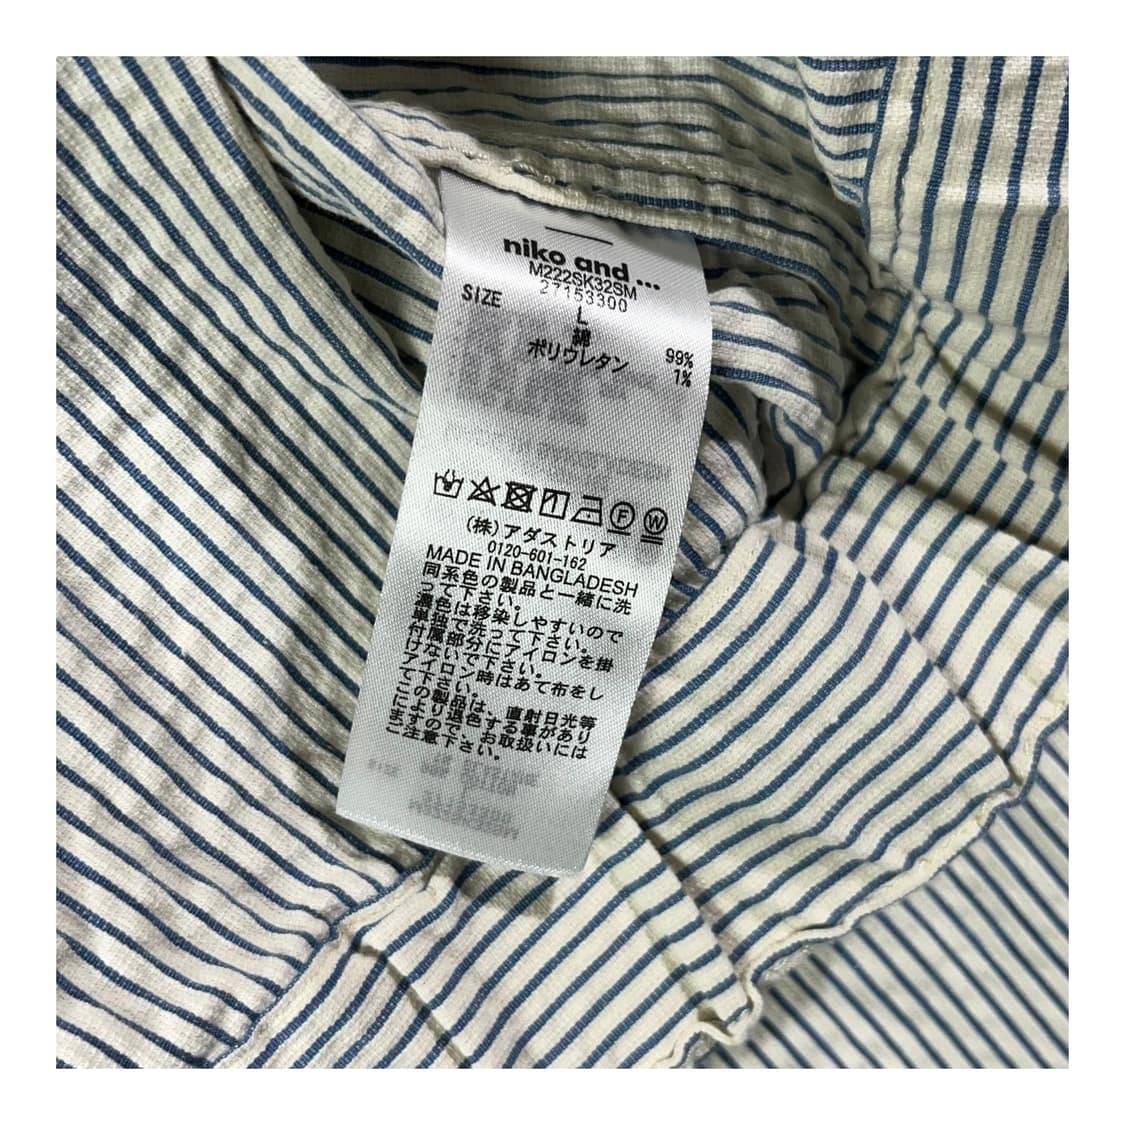 niko and ...
M222SK32SM
27153300
SIZE L
綿 99%
ポリウレタン 1%
F W
(株)アダストリア
0120-601-162
MADE IN BANGLADESH
同系色の製品と一緒に洗
って下さい。
濃色は移染しやすいので
単独で洗って下さい。
付属部分にアイロンを掛
けないで下さい。
アイロン時はあて布をし
て下さい。
この製品は、直射日光等
により退色する事があり
ますので、お取扱いには
ご注意下さい。